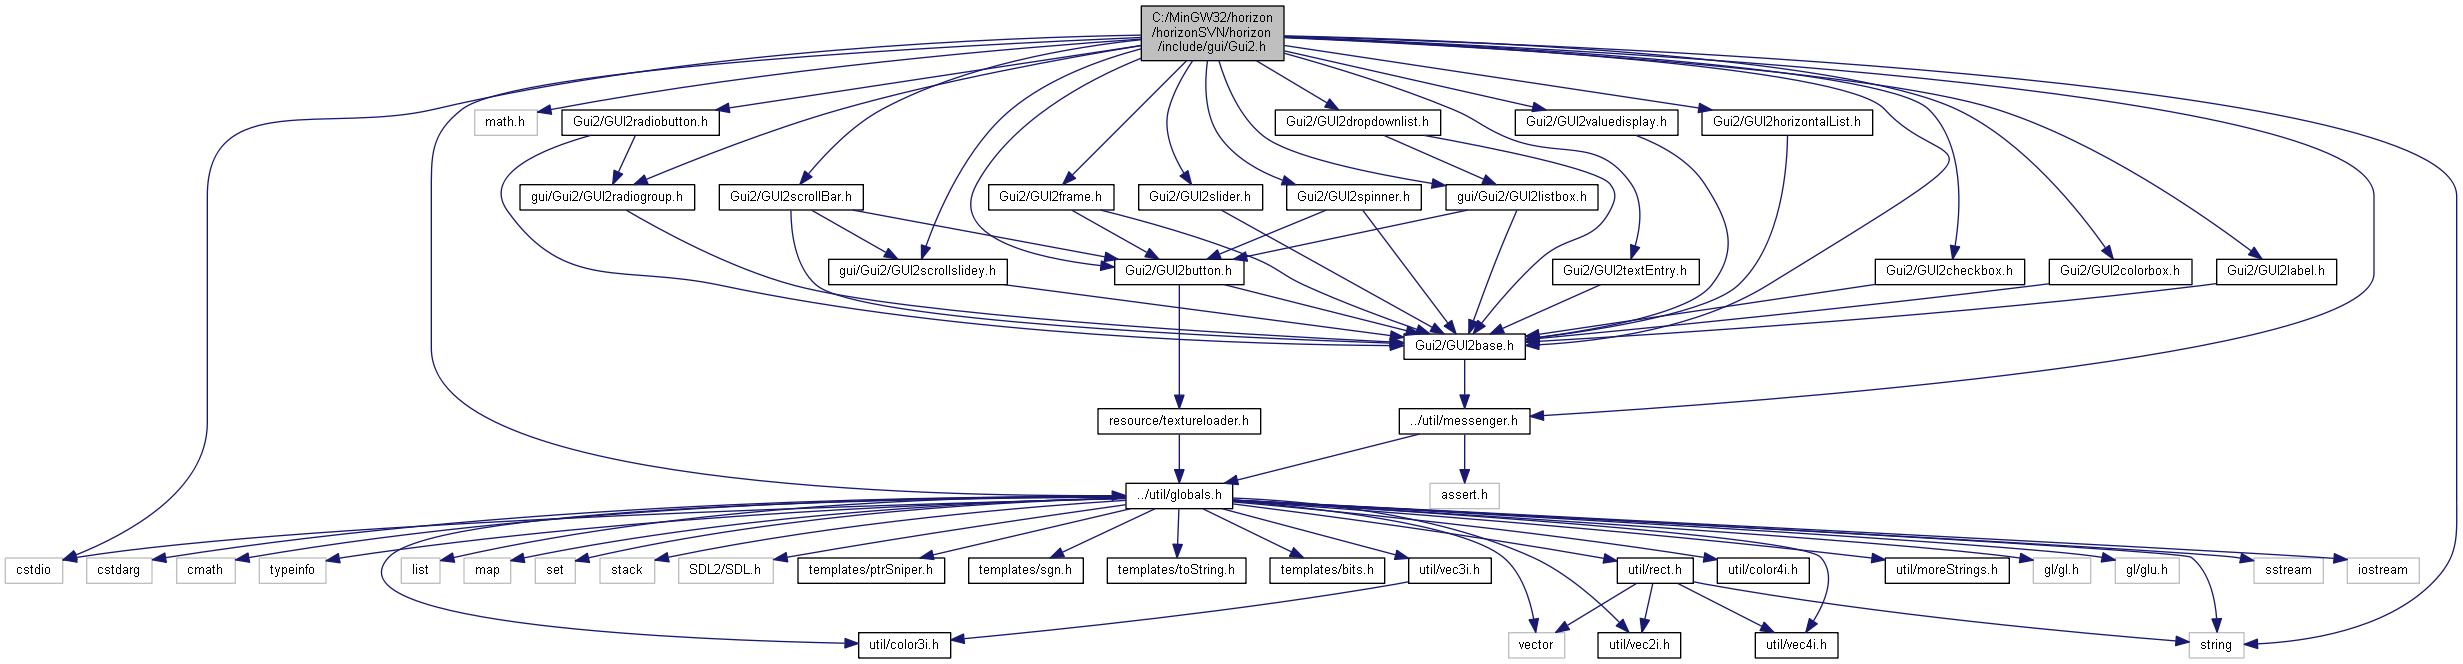 C:/MinGW32/horizon
/horizonSVN/horizon
/include/gui/Gui2.h
math.h
Gui2/GUI2radiobutton.h
Gui2/GUI2dropdownlist.h
Gui2/GUI2valuedisplay.h
Gui2/GUI2horizontalList.h
gui/Gui2/GUI2radiogroup.h
Gui2/GUI2scrollBar.h
Gui2/GUI2frame.h
Gui2/GUI2slider.h
Gui2/GUI2spinner.h
gui/Gui2/GUI2listbox.h
gui/Gui2/GUI2scrollslidey.h
Gui2/GUI2button.h
Gui2/GUI2textEntry.h
Gui2/GUI2checkbox.h
Gui2/GUI2colorbox.h
Gui2/GUI2label.h
Gui2/GUI2base.h
resource/textureloader.h
../util/messenger.h
../util/globals.h
assert.h
cstdio
cstdarg
cmath
typeinfo
list
map
set
stack
SDL2/SDL.h
templates/ptrSniper.h
templates/sgn.h
templates/toString.h
templates/bits.h
util/vec3i.h
util/rect.h
util/color4i.h
util/moreStrings.h
gl/gl.h
gl/glu.h
sstream
iostream
util/color3i.h
vector
util/vec2i.h
util/vec4i.h
string